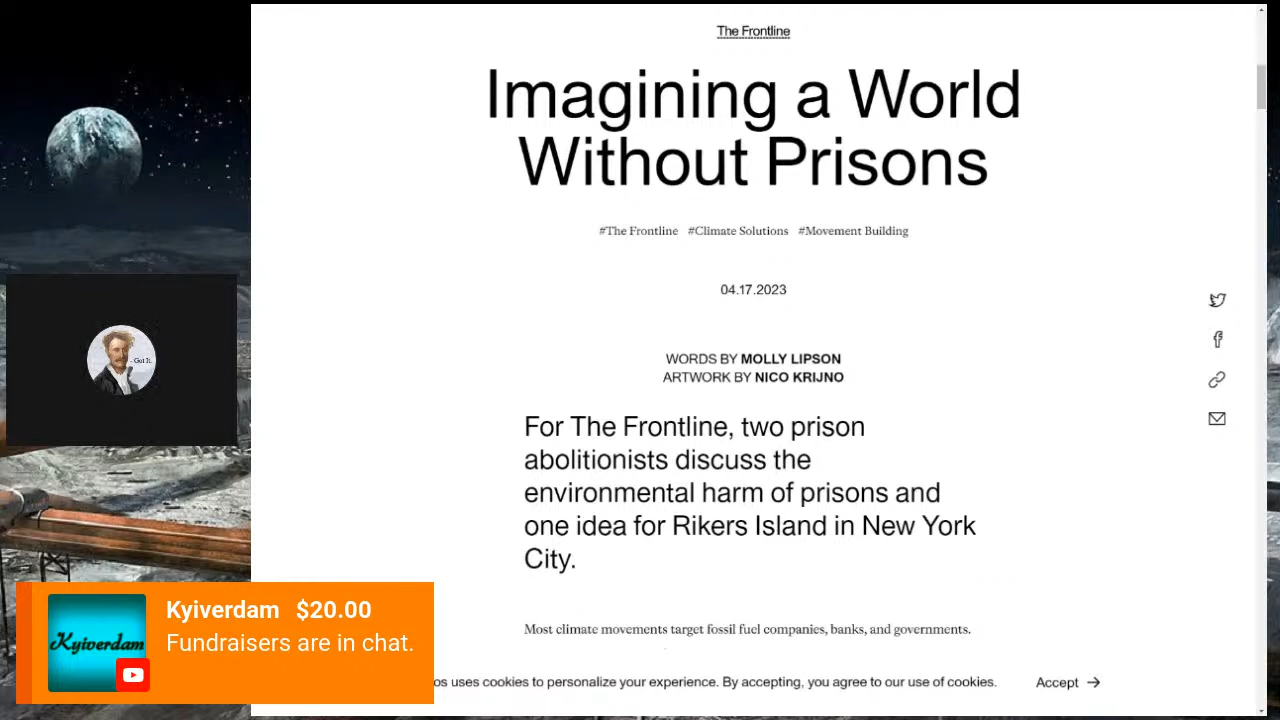 The Frontline
Imagining a World
Without Prisons
#The Frontline #Climate Solutions #Movement Building
04.17.2023
WORDS BY MOLLY LIPSON
ARTWORK BY NICO KRIJNO
For The Frontline, two prison
abolitionists discuss the
environmental harm of prisons and
one idea for Rikers Island in New York
City.
Most climate movements target fossil fuel companies, banks, and governments.
os uses cookies to personalize your experience. By accepting, you agree to our use of cookies.
Accept →
- Got It.
Kyiverdam
Kyiverdam $20.00
Fundraisers are in chat.